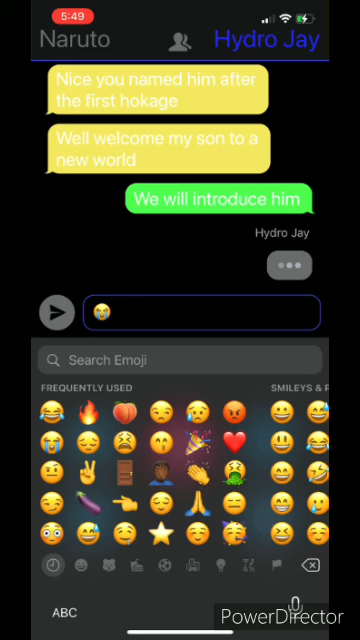 5:49
Naruto
Hydro Jay
Nice you named him after
the first hokage
Well welcome my son to a
new world
We will introduce him
Hydro Jay
Search Emoji
FREQUENTLY USED
SMILEYS & P
ABC
PowerDirector